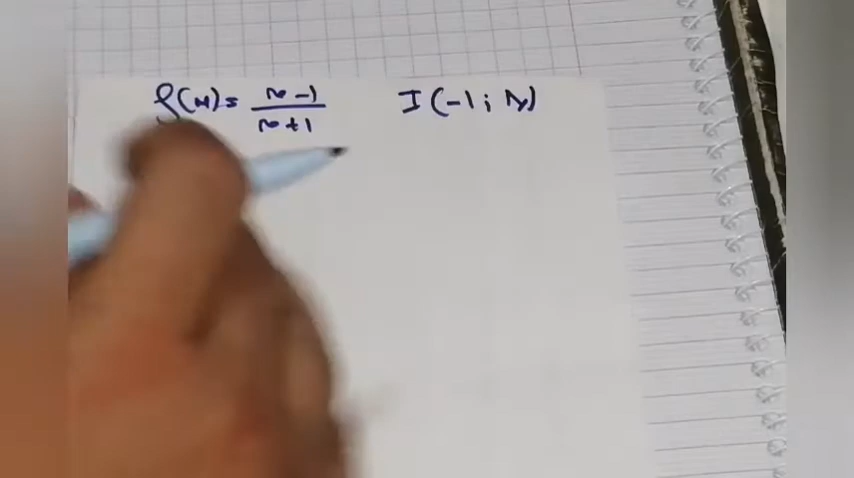 f(x) = x-1 / x+1 I(-1; 1)